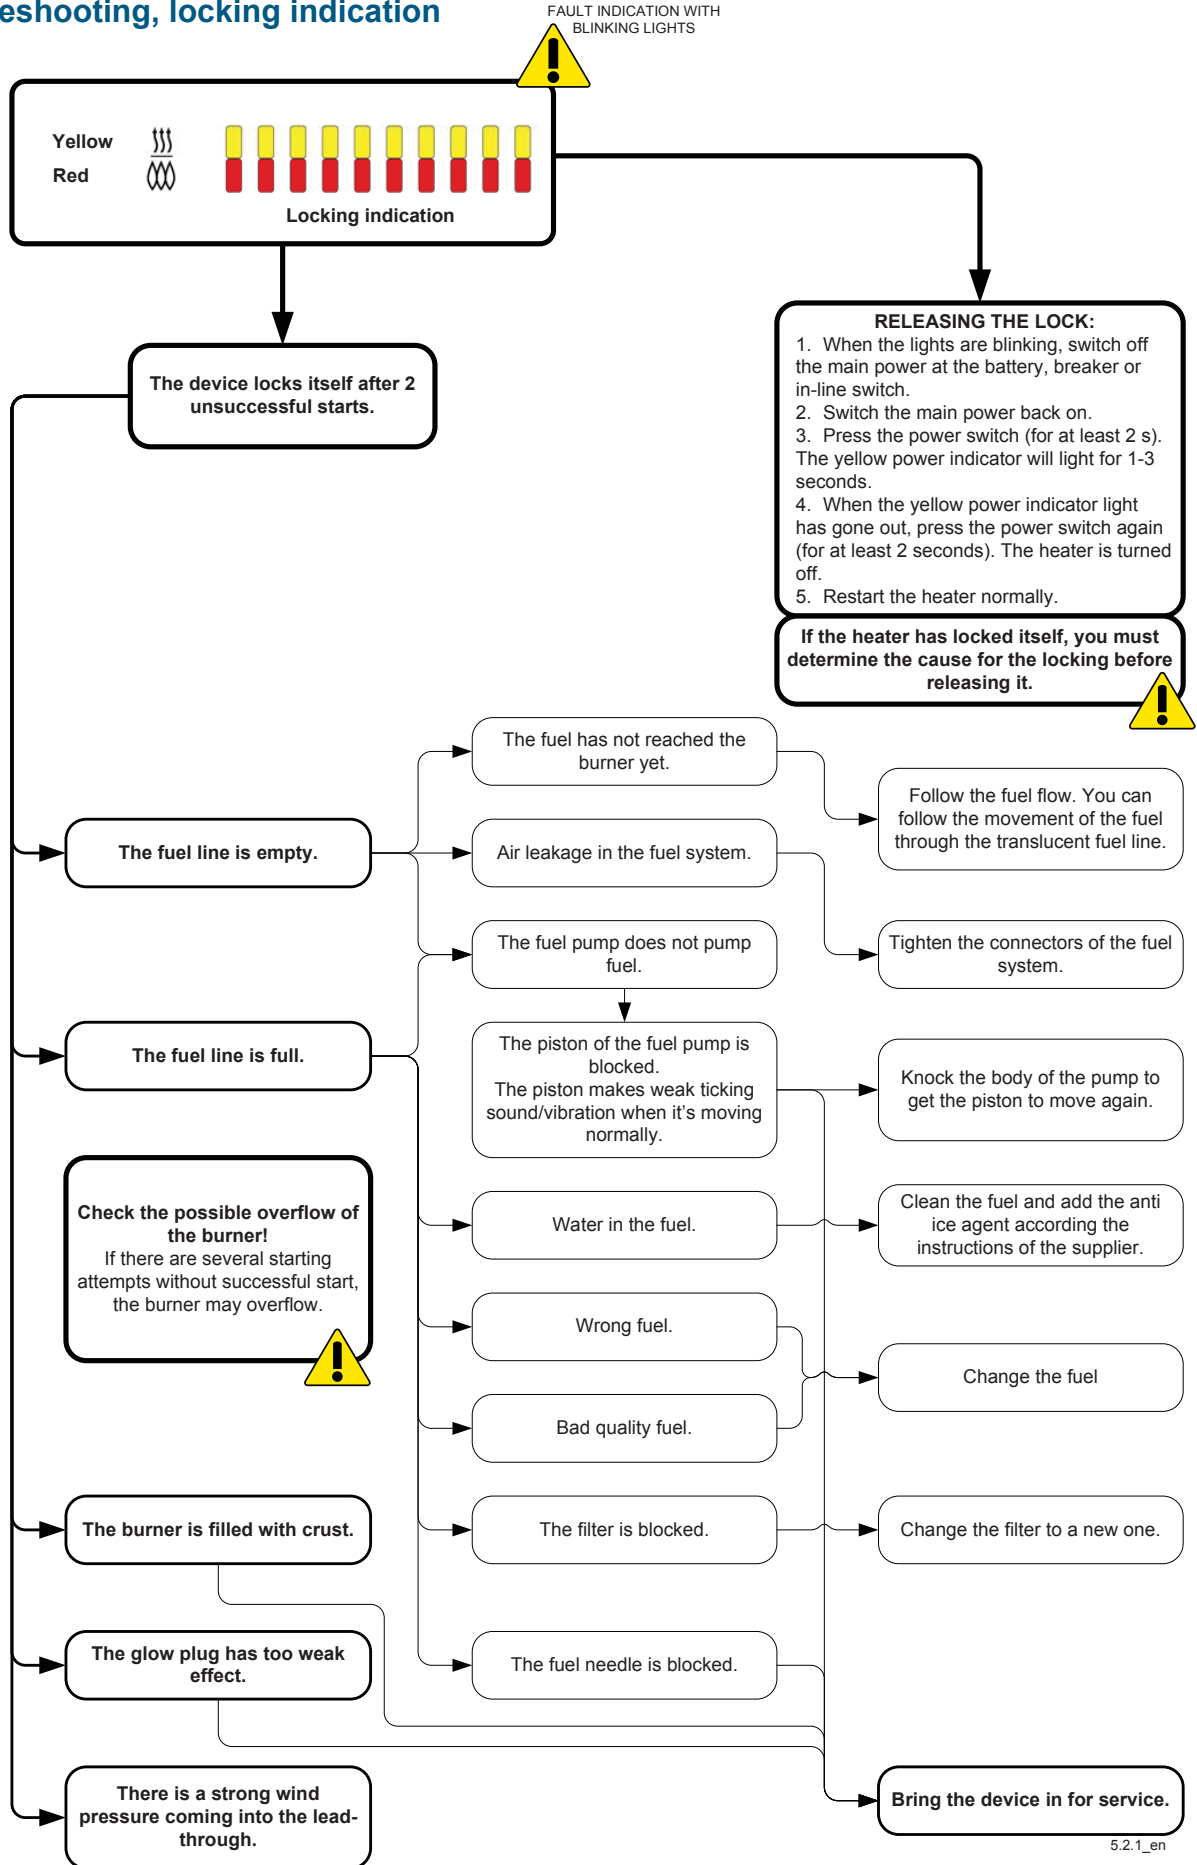 eshooting, locking indication
FAULT INDICATION WITH
BLINKING LIGHTS
Yellow
Red
Locking indication
The device locks itself after 2
unsuccessful starts.
RELEASING THE LOCK:
1. When the lights are blinking, switch off
the main power at the battery, breaker or
in-line switch.
2. Switch the main power back on.
3. Press the power switch (for at least 2 s).
The yellow power indicator will light for 1-3
seconds.
4. When the yellow power indicator light
has gone out, press the power switch again
(for at least 2 seconds). The heater is turned
off.
5. Restart the heater normally.
If the heater has locked itself, you must
determine the cause for the locking before
releasing it.
The fuel has not reached the
burner yet.
Follow the fuel flow. You can
follow the movement of the fuel
through the translucent fuel line.
The fuel line is empty.
Air leakage in the fuel system.
The fuel pump does not pump
fuel.
Tighten the connectors of the fuel
system.
The fuel line is full.
The piston of the fuel pump is
blocked.
The piston makes weak ticking
sound/vibration when it's moving
normally.
Knock the body of the pump to
get the piston to move again.
Check the possible overflow of
the burner!
If there are several starting
attempts without successful start,
the burner may overflow.
Water in the fuel.
Clean the fuel and add the anti
ice agent according the
instructions of the supplier.
Wrong fuel.
Change the fuel
Bad quality fuel.
The burner is filled with crust.
The filter is blocked.
Change the filter to a new one.
The glow plug has too weak
effect.
The fuel needle is blocked.
There is a strong wind
pressure coming into the lead-
through.
Bring the device in for service.
5.2.1_en